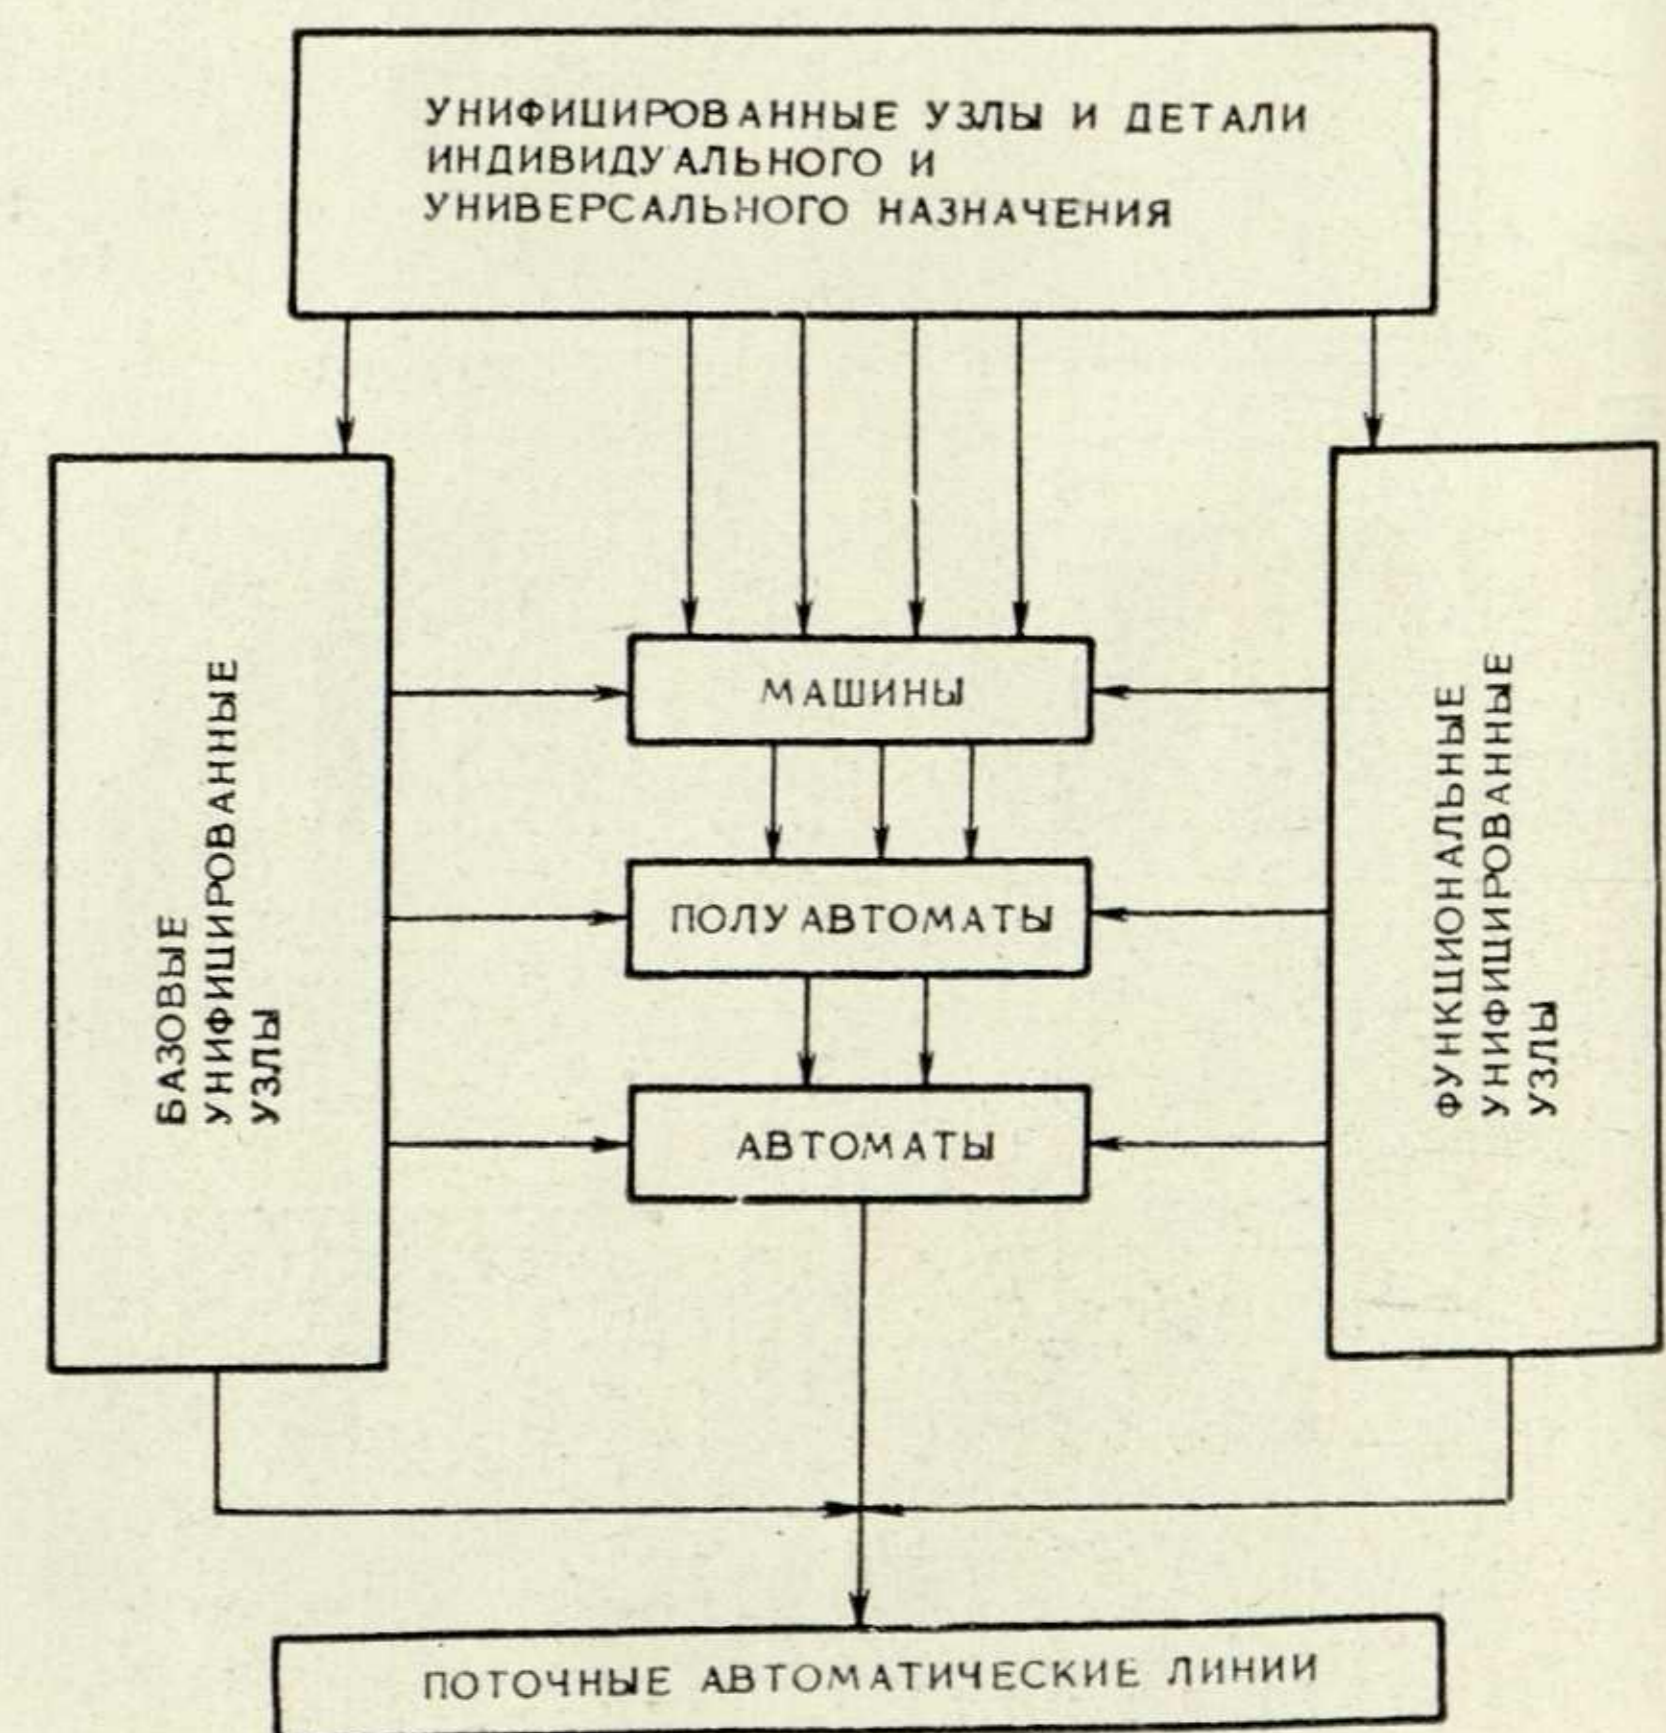 УНИФИЦИРОВАННЫЕ УЗЛЫ И ДЕТАЛИ
ИНДИВИДУАЛЬНОГО И
УНИВЕРСАЛЬНОГО НАЗНАЧЕНИЯ
БАЗОВЫЕ
УНИФИЦИРОВАННЫЕ
УЗЛЫ
МАШИНЫ
ПОЛУАВТОМАТЫ
АВТОМАТЫ
ФУНКЦИОНАЛЬНЫЕ
УНИФИЦИРОВАННЫЕ
УЗЛЫ
ПОТОЧНЫЕ АВТОМАТИЧЕСКИЕ ЛИНИИ